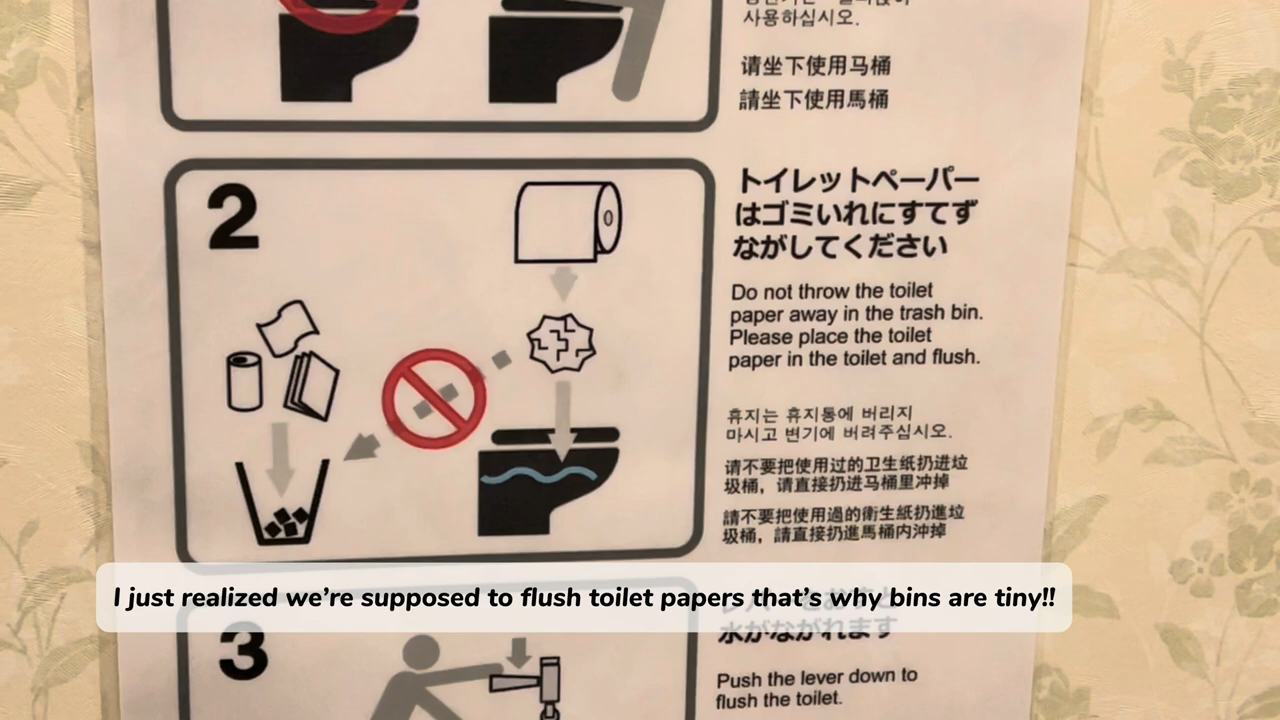 사용하십시오.
请坐下使用马桶
請坐下使用馬桶
2
トイレットペーパー
はゴミいれにすてず
ながしてください
Do not throw the toilet
paper away in the trash bin.
Please place the toilet
paper in the toilet and flush.
휴지는 휴지통에 버리지
마시고 변기에 버려주십시오.
请不要把使用过的卫生纸扔进垃
圾桶，请直接扔进马桶里冲掉
請不要把使用過的衛生紙扔進垃
圾桶，請直接扔進馬桶内沖掉
I just realized we’re supposed to flush toilet papers that’s why bins are tiny!!
3
水がながれます
Push the lever down to
flush the toilet.